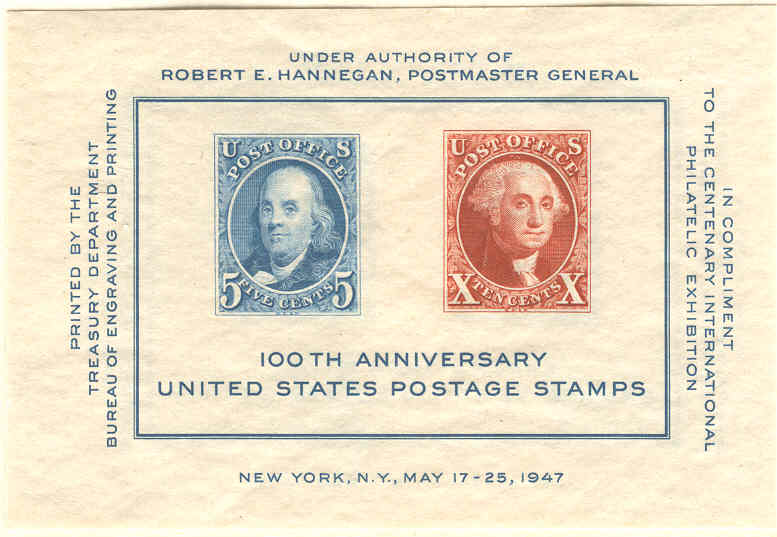 UNDER AUTHORITY OF
ROBERT E. HANNEGAN, POSTMASTER GENERAL
PRINTED BY THE
TREASURY DEPARTMENT
BUREAU OF ENGRAVING AND PRINTING
U S
POST OFFICE
5 FIVE CENTS 5
U S
POST OFFICE
X TEN CENTS X
100TH ANNIVERSARY
UNITED STATES POSTAGE STAMPS
IN COMPLIMENT
TO THE CENTENARY INTERNATIONAL
PHILATELIC EXHIBITION
NEW YORK, N.Y., MAY 17-25, 1947